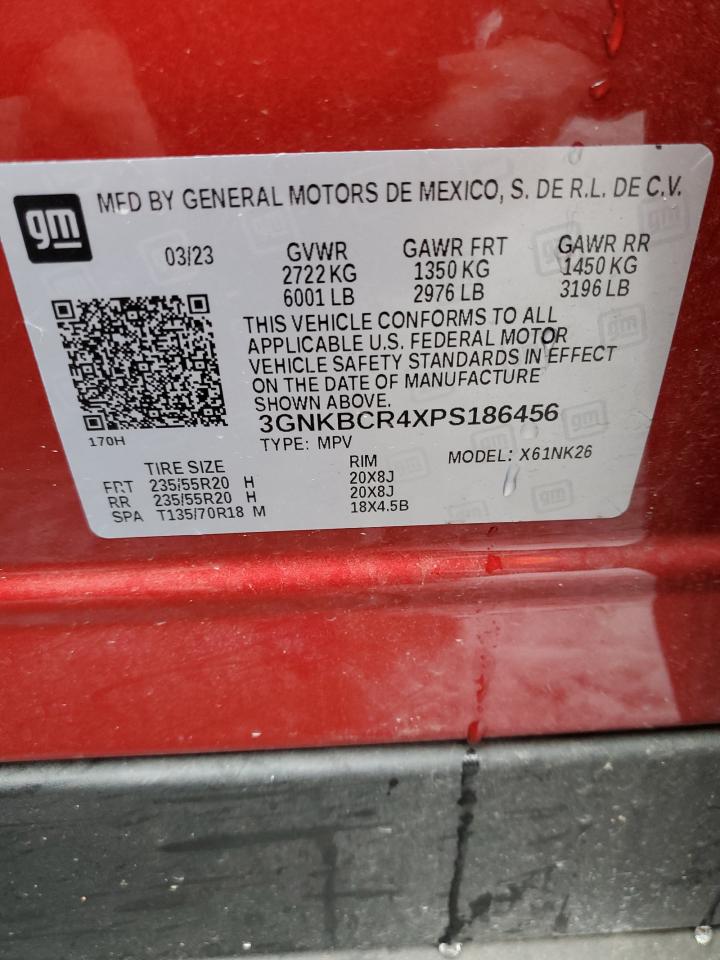 gm
MFD BY GENERAL MOTORS DE MEXICO, S. DE R.L. DE C.V.
03/23 GVWR GAWR FRT GAWR RR
2722 KG 1350 KG 1450 KG
6001 LB 2976 LB 3196 LB
THIS VEHICLE CONFORMS TO ALL
APPLICABLE U.S. FEDERAL MOTOR
VEHICLE SAFETY STANDARDS IN EFFECT
ON THE DATE OF MANUFACTURE
SHOWN ABOVE.
3GNKBCR4XPS186456
170H
TYPE: MPV MODEL: X61NK26
TIRE SIZE RIM
FRT 235/55R20 H 20X8J
RR 235/55R20 H 20X8J
SPA T135/70R18 M 18X4.5B